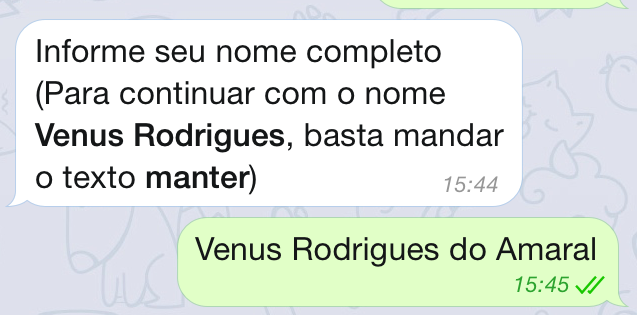 Informe seu nome completo
(Para continuar com o nome
Venus Rodrigues, basta mandar
o texto manter)
15:44
Venus Rodrigues do Amaral
15:45